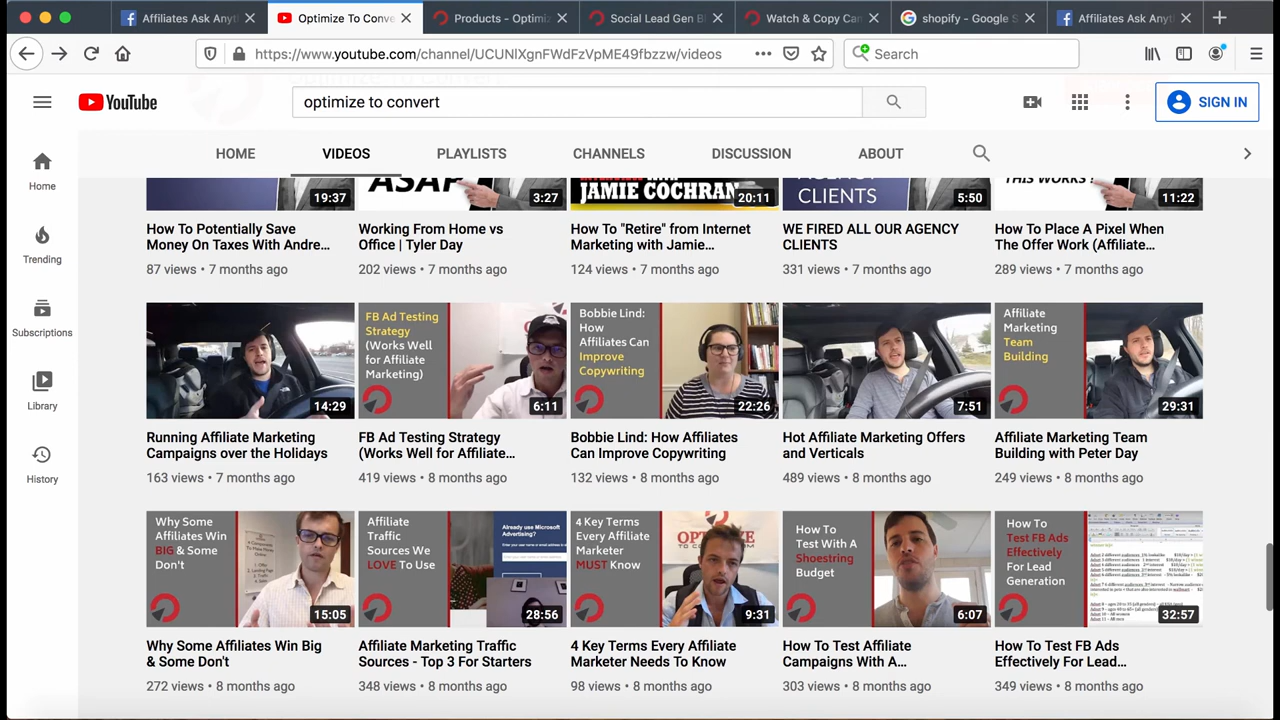 Affiliates Ask Anyt
Optimize To Conve
Products - Optimiz
Social Lead Gen Bl
Watch & Copy Can
shopify - Google S
Affiliates Ask Anyt
https://www.youtube.com/channel/UCUNIXgnFWdFzVpME49fbzzw/videos
Search
YouTube
optimize to convert
SIGN IN
HOME
VIDEOS
PLAYLISTS
CHANNELS
DISCUSSION
ABOUT
Home
Trending
Subscriptions
Library
History
19:37
ASAP
3:27
JAMIE COCHRAN
20:11
CLIENTS
5:50
THIS WORKS!
11:22
How To Potentially Save
Money On Taxes With Andre...
87 views • 7 months ago
Working From Home vs
Office | Tyler Day
202 views • 7 months ago
How To "Retire" from Internet
Marketing with Jamie...
124 views • 7 months ago
WE FIRED ALL OUR AGENCY
CLIENTS
331 views • 7 months ago
How To Place A Pixel When
The Offer Work (Affiliate...
289 views • 7 months ago
14:29
FB Ad Testing
Strategy
(Works Well
for Affiliate
Marketing)
6:11
Bobbie Lind:
How
Affiliates Can
Improve
Copywriting
22:26
7:51
Affiliate
Marketing
Team
Building
29:31
Running Affiliate Marketing
Campaigns over the Holidays
163 views • 7 months ago
FB Ad Testing Strategy
(Works Well for Affiliate...
419 views • 8 months ago
Bobbie Lind: How Affiliates
Can Improve Copywriting
132 views • 8 months ago
Hot Affiliate Marketing Offers
and Verticals
489 views • 8 months ago
Affiliate Marketing Team
Building with Peter Day
249 views • 8 months ago
Why Some
Affiliates Win
BIG & Some
Don't
15:05
Affiliate
Traffic
Sources We
LOVE To Use
Already use Microsoft
Advertising?
28:56
4 Key Terms
Every Affiliate
Marketer
MUST Know
9:31
How To
Test With A
Shoestring
Budget
6:07
How To
Test FB Ads
Effectively
For Lead
Generation
32:57
Why Some Affiliates Win Big
& Some Don't
272 views • 8 months ago
Affiliate Marketing Traffic
Sources - Top 3 For Starters
348 views • 8 months ago
4 Key Terms Every Affiliate
Marketer Needs To Know
98 views • 8 months ago
How To Test Affiliate
Campaigns With A...
303 views • 8 months ago
How To Test FB Ads
Effectively For Lead...
349 views • 8 months ago